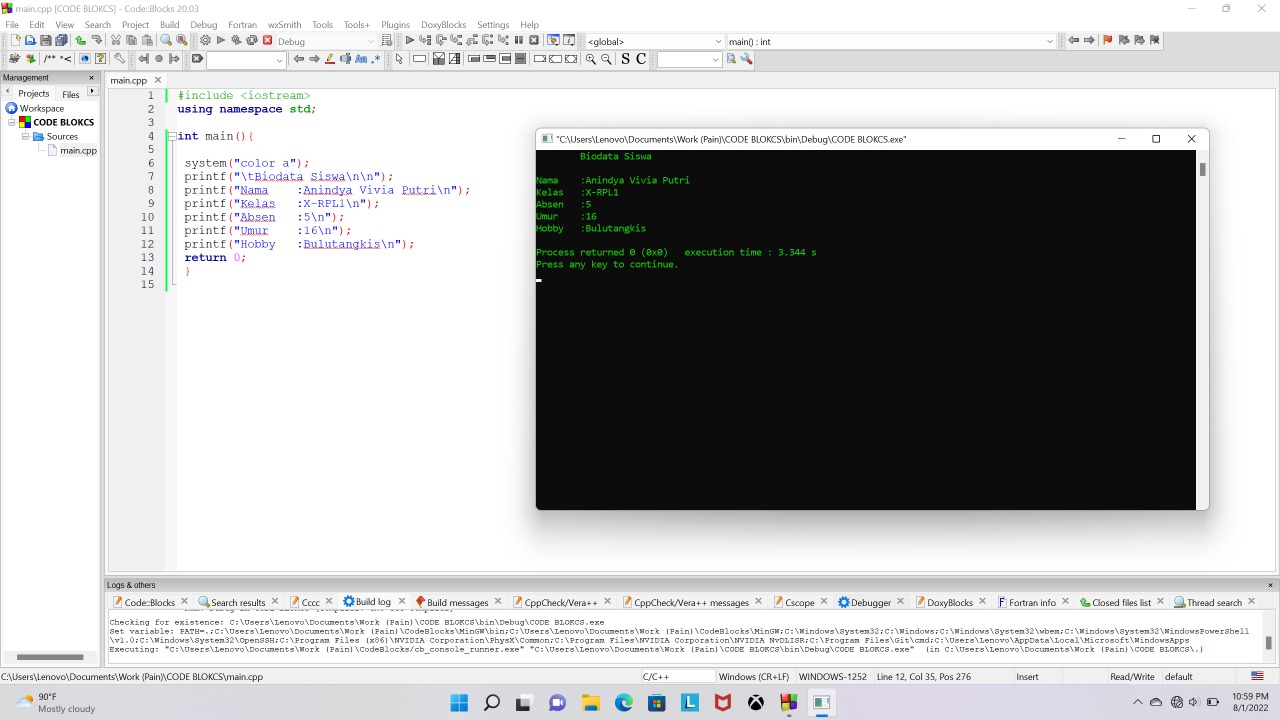 main.cpp [CODE BLOKCS] - Code::Blocks 20.03
File Edit View Search Project Build Debug Fortran wxSmith Tools Tools+ Plugins DoxyBlocks Settings Help
Debug
<global>
main() : int
/** *<
Aa
.*
S C
Management
Projects Files
Workspace
CODE BLOKCS
Sources
main.cpp
main.cpp
1 #include <iostream>
2 using namespace std;
3
4 int main(){
5
6 system("color a");
7 printf("\tBiodata Siswa\n\n");
8 printf("Nama    :Anindya Vivia Putri\n");
9 printf("Kelas   :X-RPL1\n");
10 printf("Absen   :5\n");
11 printf("Umur    :16\n");
12 printf("Hobby   :Bulutangkis\n");
13 return 0;
14 }
15
"C:\Users\Lenovo\Documents\Work (Pain)\CODE BLOKCS\bin\Debug\CODE BLOKCS.exe"
Biodata Siswa
Nama    :Anindya Vivia Putri
Kelas   :X-RPL1
Absen   :5
Umur    :16
Hobby   :Bulutangkis
Process returned 0 (0x0)   execution time : 3.344 s
Press any key to continue.
Logs & others
Code::Blocks Search results Cccc Build log Build messages CppCheck/Vera++ CppCheck/Vera++ messages Cscope Debugger DoxyBlocks Fortran info Closed files list Thread search
Checking for existence: C:\Users\Lenovo\Documents\Work (Pain)\CODE BLOKCS\bin\Debug\CODE BLOKCS.exe
Set variable: PATH=.;C:\Users\Lenovo\Documents\Work (Pain)\CodeBlocks\MinGW\bin;C:\Users\Lenovo\Documents\Work (Pain)\CodeBlocks\MinGW;C:\Windows\System32;C:\Windows;C:\Windows\System32\wbem;C:\Windows\System32\WindowsPowerShell
\v1.0;C:\Windows\System32\OpenSSH;C:\Program Files (x86)\NVIDIA Corporation\PhysX\Common;C:\Program Files\NVIDIA Corporation\NVIDIA NvDLISR;C:\Program Files\Git\cmd;C:\Users\Lenovo\AppData\Local\Microsoft\WindowsApps
Executing: "C:\Users\Lenovo\Documents\Work (Pain)\CodeBlocks/cb_console_runner.exe" "C:\Users\Lenovo\Documents\Work (Pain)\CODE BLOKCS\bin\Debug\CODE BLOKCS.exe"  (in C:\Users\Lenovo\Documents\Work (Pain)\CODE BLOKCS\.)
C:\Users\Lenovo\Documents\Work (Pain)\CODE BLOKCS\main.cpp C/C++ Windows (CR+LF) WINDOWS-1252 Line 12, Col 35, Pos 276 Insert Read/Write default
90°F
Mostly cloudy
L
10:59 PM
8/1/2022